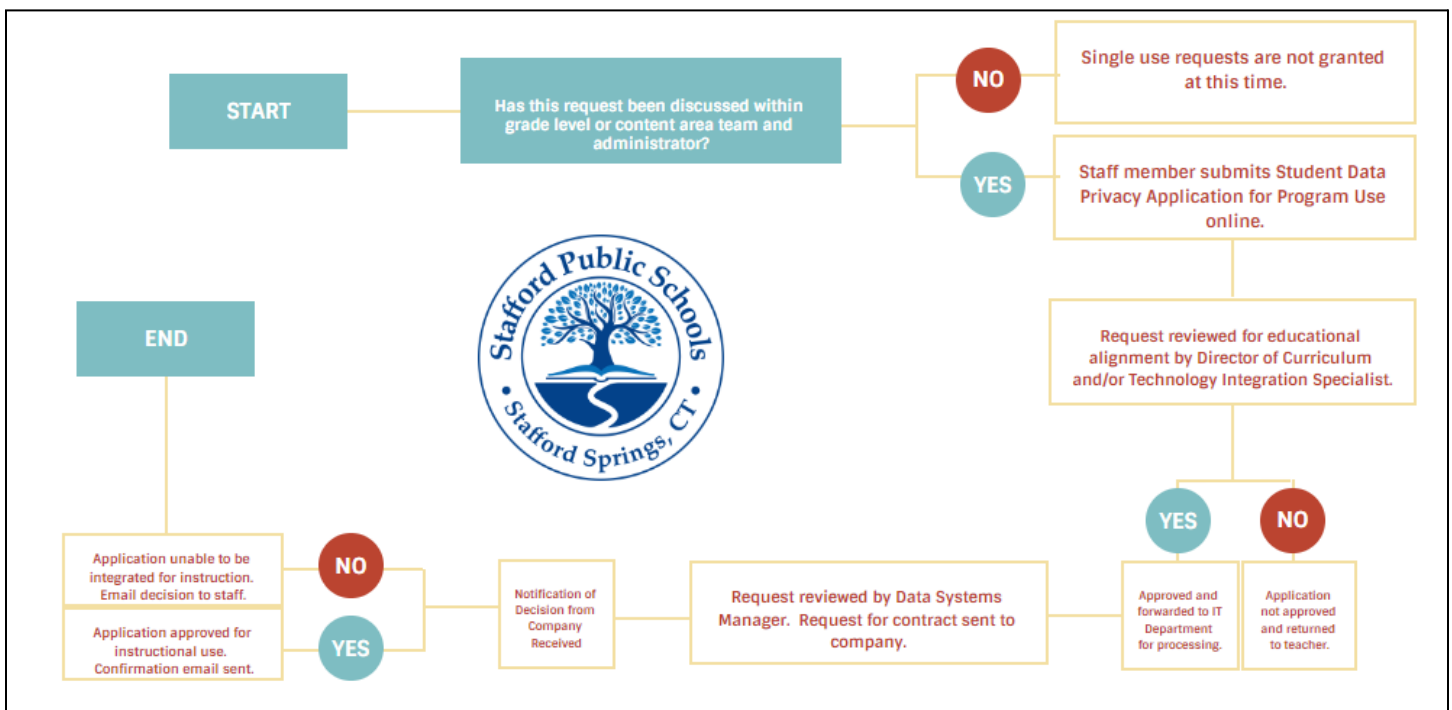 START
Has this request been discussed within
grade level or content area team and
administrator?
NO
Single use requests are not granted
at this time.
YES
Staff member submits Student Data
Privacy Application for Program Use
online.
Request reviewed for educational
alignment by Director of Curriculum
and/or Technology Integration Specialist.
YES
NO
Approved and
forwarded to IT
Department
for processing.
Application
not approved
and returned
to teacher.
Request reviewed by Data Systems
Manager. Request for contract sent to
company.
Notification of
Decision from
Company
Received
NO
YES
Application unable to be
integrated for instruction.
Email decision to staff.
Application approved for
instructional use.
Confirmation email sent.
END
Stafford Public Schools
• Stafford Springs, CT •